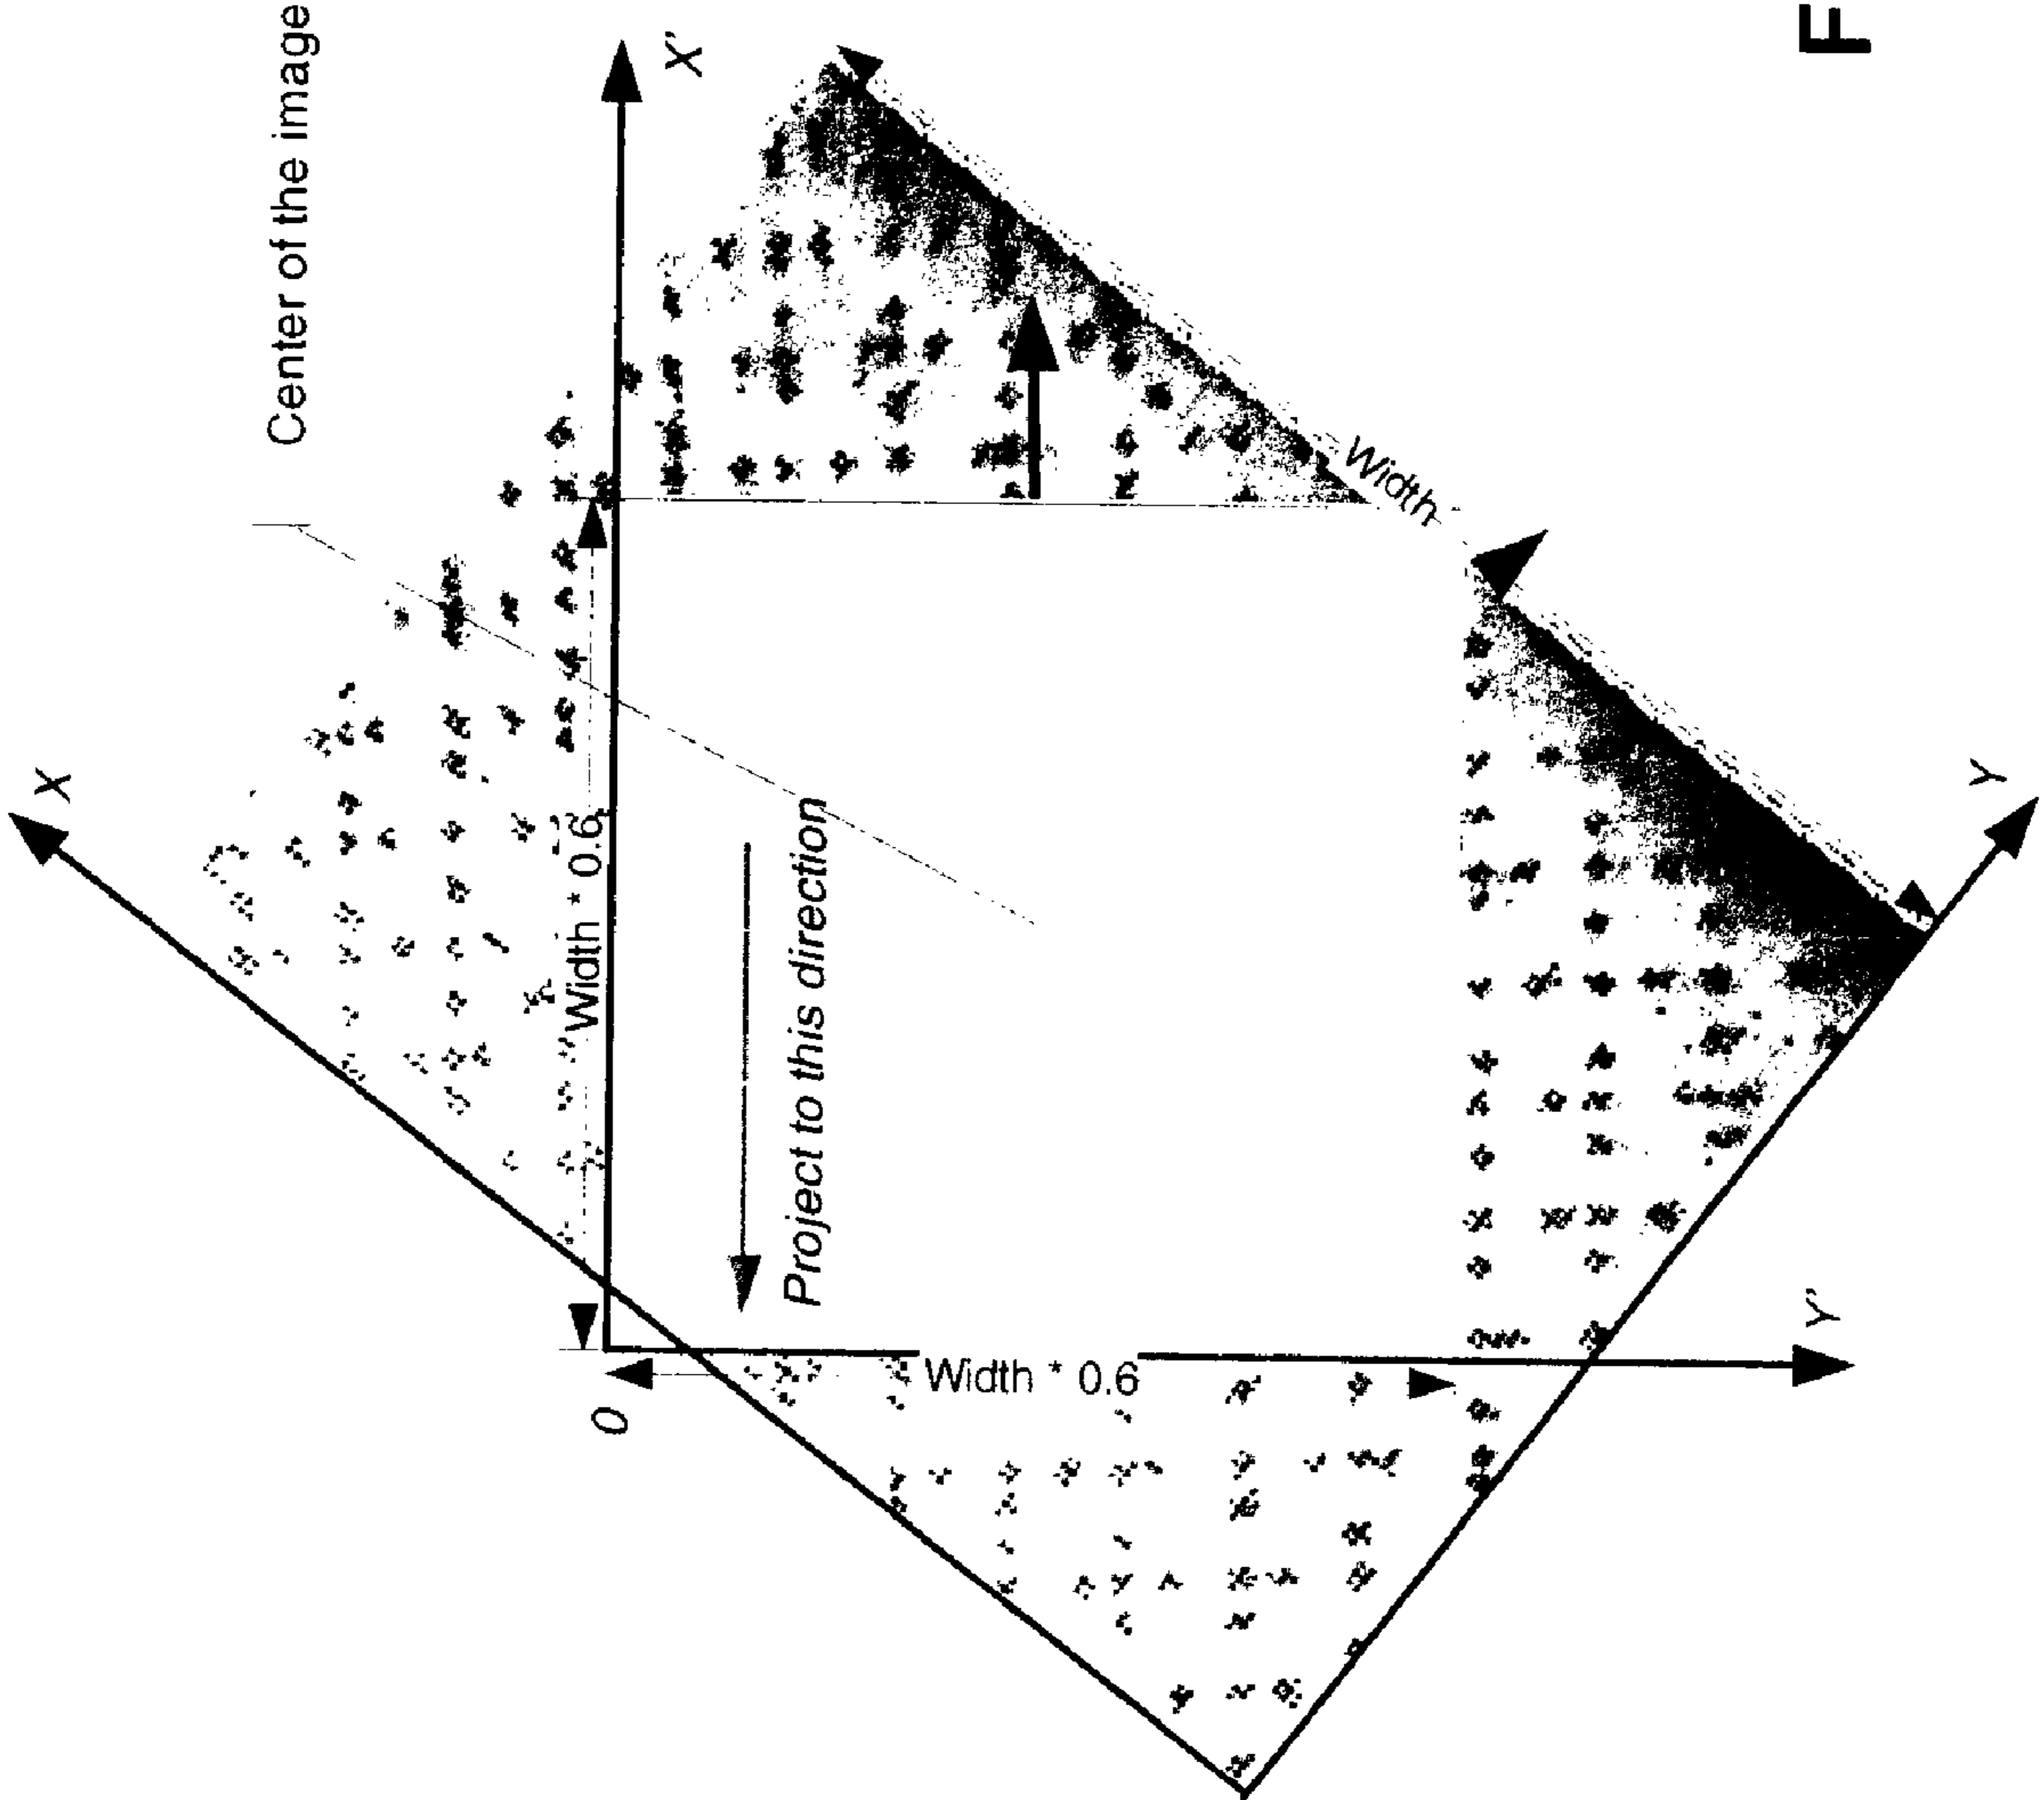 Center of the image
X'
X
Width * 0.6
Width
Project to this direction
Y
Y'
Width * 0.6
0
F